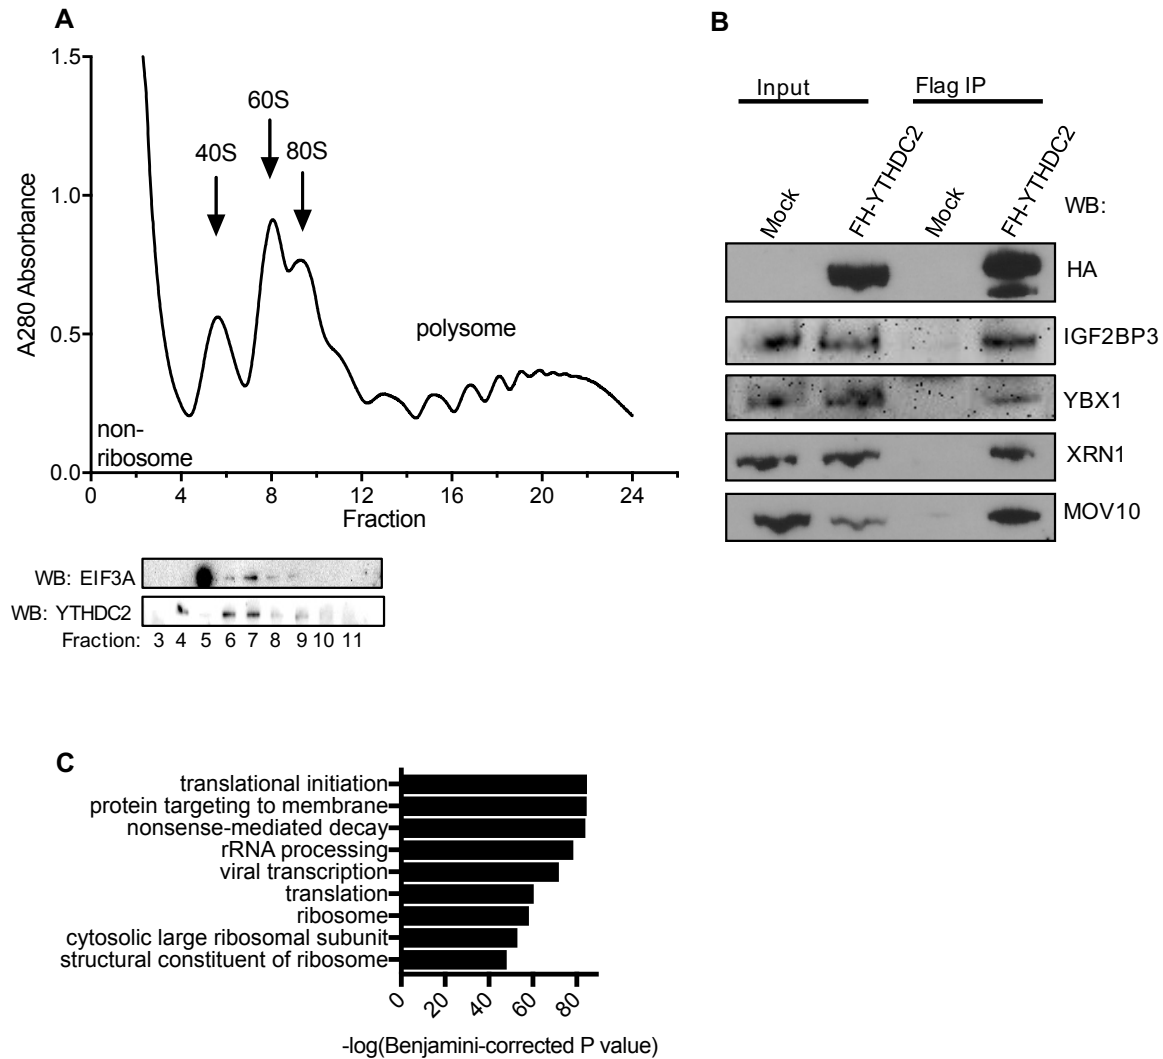 A
1.5
1.0
0.5
0.0
A280 Absorbance
40S
60S
80S
polysome
non-
ribosome
0 4 8 12 16 20 24
Fraction
WB: EIF3A
WB: YTHDC2
Fraction: 3 4 5 6 7 8 9 10 11
B
Input Flag IP
Mock FH-YTHDC2 Mock FH-YTHDC2 WB:
HA
IGF2BP3
YBX1
XRN1
MOV10
C
translational initiation
protein targeting to membrane
nonsense-mediated decay
rRNA processing
viral transcription
translation
ribosome
cytosolic large ribosomal subunit
structural constituent of ribosome
0 20 40 60 80
-log(Benjamini-corrected P value)